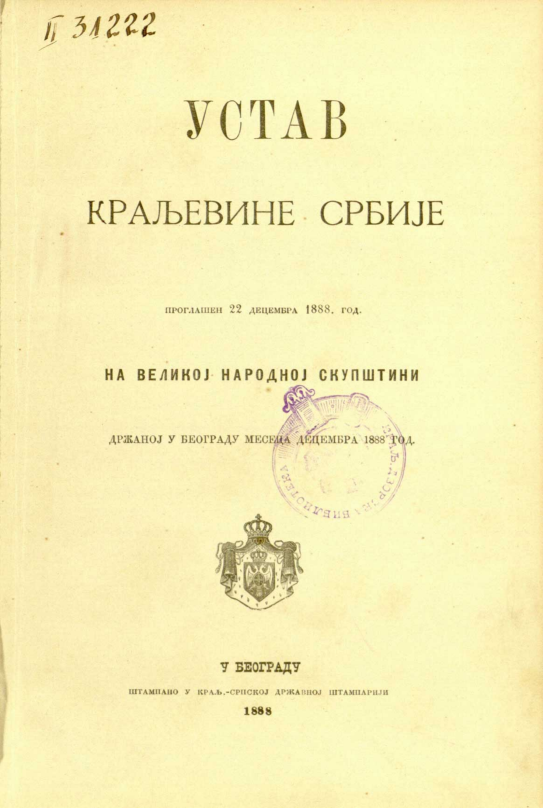 II 31222
УСТАВ
КРАЉЕВИНЕ СРБИЈЕ
ПРОГЛАШЕН 22 ДЕЦЕМБРА 1888. ГОД.
НА ВЕЛИКОЈ НАРОДНОЈ СКУПШТИНИ
ДРЖАНОЈ У БЕОГРАДУ МЕСЕЦА ДЕЦЕМБРА 1888 ГОД.
БИБЛИОТЕКА
У БЕОГРАДУ
ШТАМПАНО У КРАЉ.-СРПСКОЈ ДРЖАВНОЈ ШТАМПАРИЈИ
1888